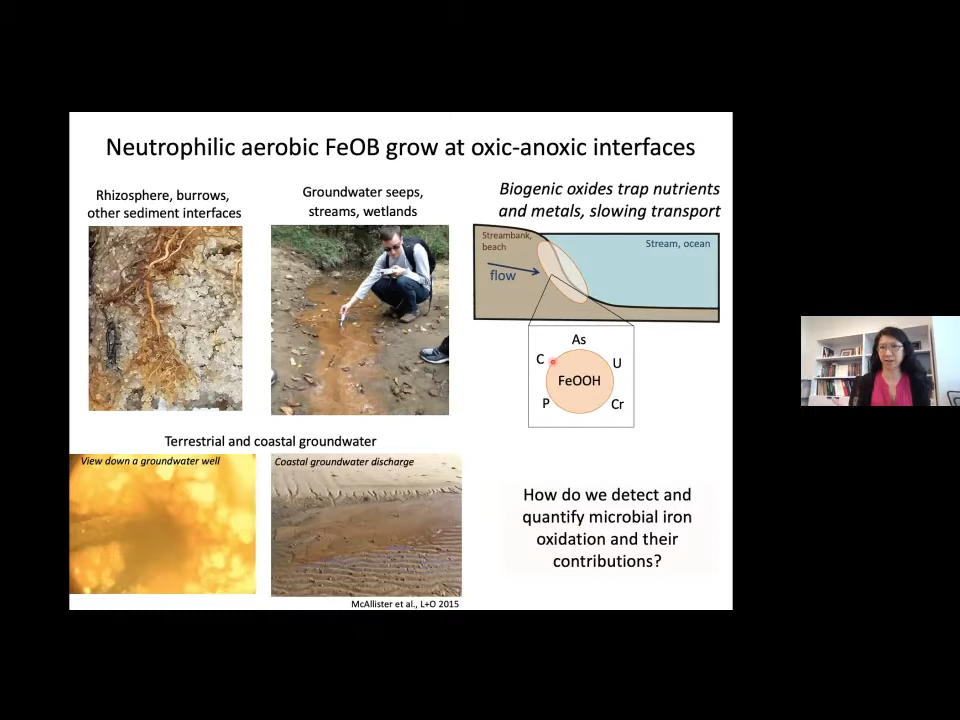 Neutrophilic aerobic FeOB grow at oxic-anoxic interfaces
Rhizosphere, burrows,
other sediment interfaces
Groundwater seeps,
streams, wetlands
Biogenic oxides trap nutrients
and metals, slowing transport
Streambank,
beach
Stream, ocean
flow
As
C
U
FeOOH
P
Cr
Terrestrial and coastal groundwater
View down a groundwater well
Coastal groundwater discharge
How do we detect and
quantify microbial iron
oxidation and their
contributions?
McAllister et al., L+O 2015